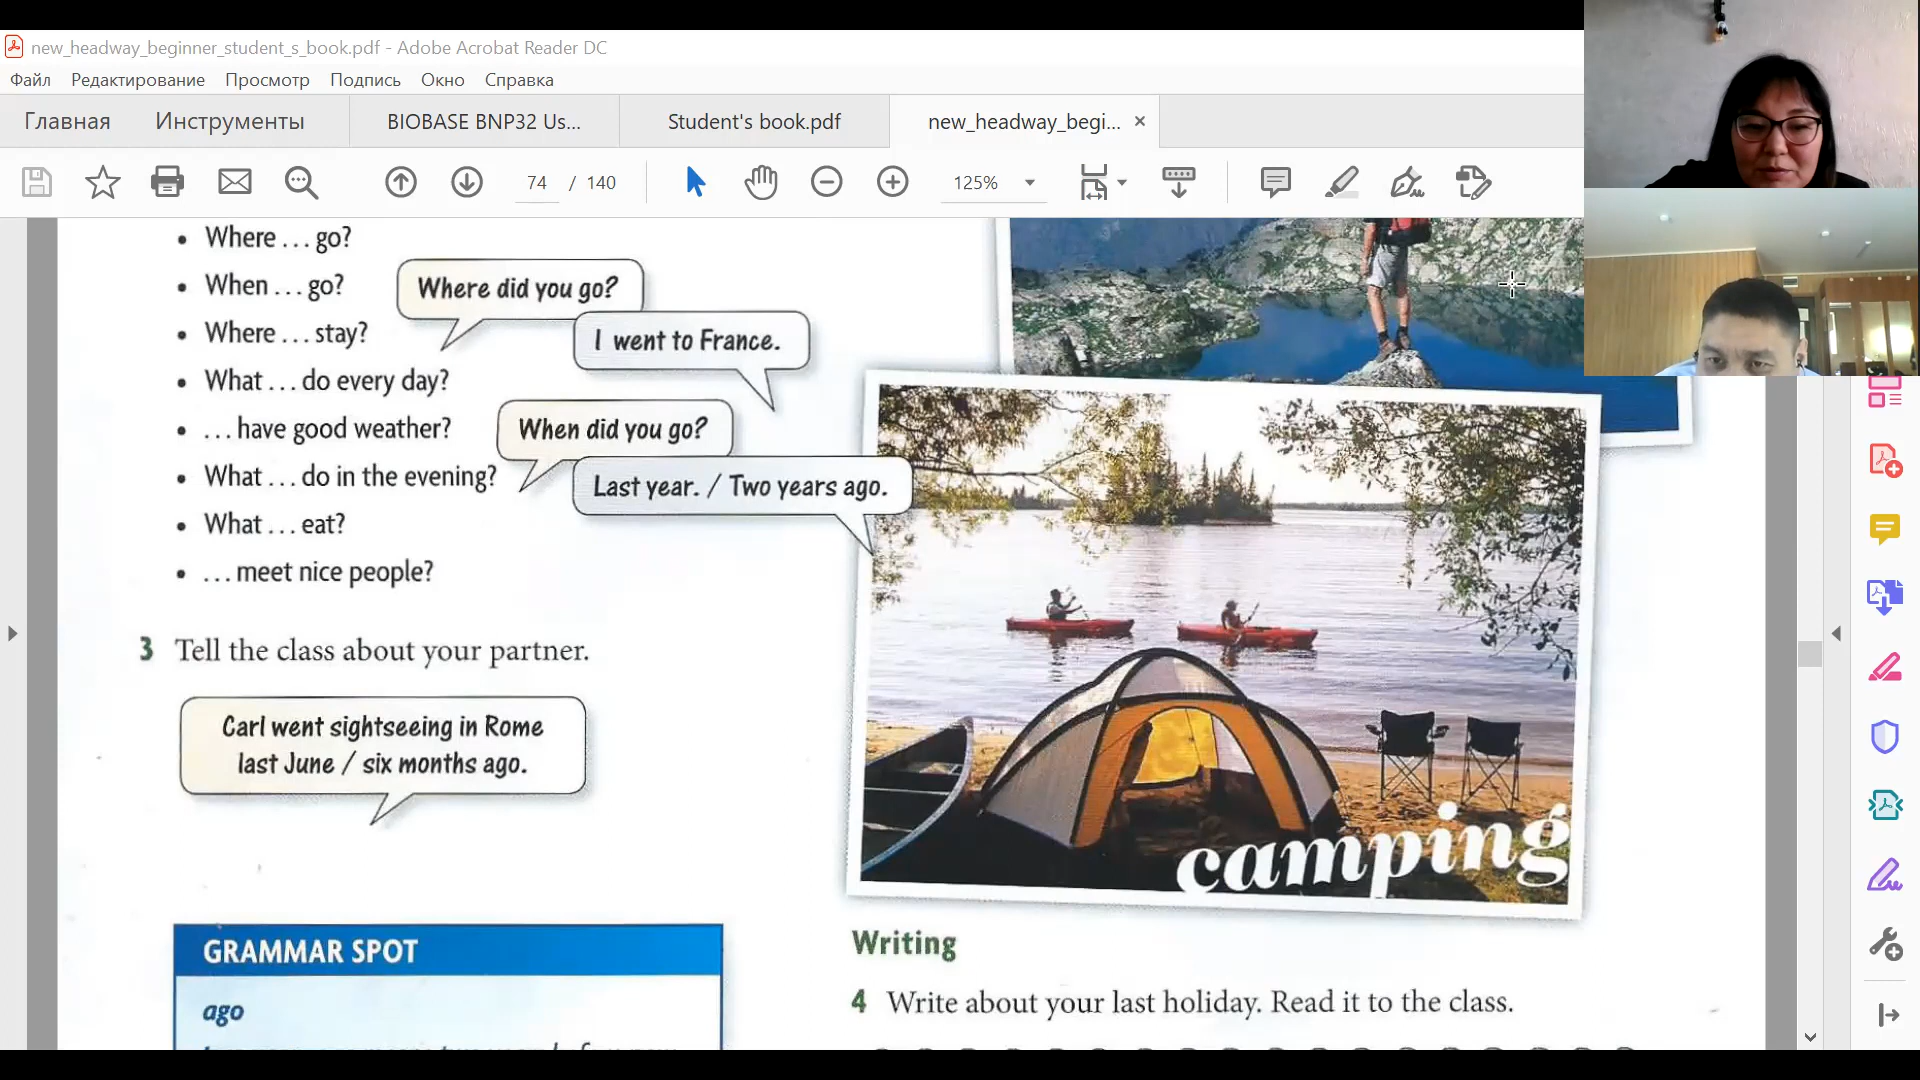 new_headway_beginner_student_s_book.pdf - Adobe Acrobat Reader DC
Файл Редактирование Просмотр Подпись Окно Справка
Главная Инструменты BIOBASE BNP32 Us... Student's book.pdf new_headway_begi... ×
74 / 140 125%
• Where ... go?
• When ... go?
Where did you go?
• Where ... stay?
I went to France.
• What ... do every day?
• ... have good weather?
When did you go?
• What ... do in the evening?
Last year. / Two years ago.
• What ... eat?
• ... meet nice people?
3 Tell the class about your partner.
Carl went sightseeing in Rome
last June / six months ago.
camping
GRAMMAR SPOT
ago
Writing
4 Write about your last holiday. Read it to the class.